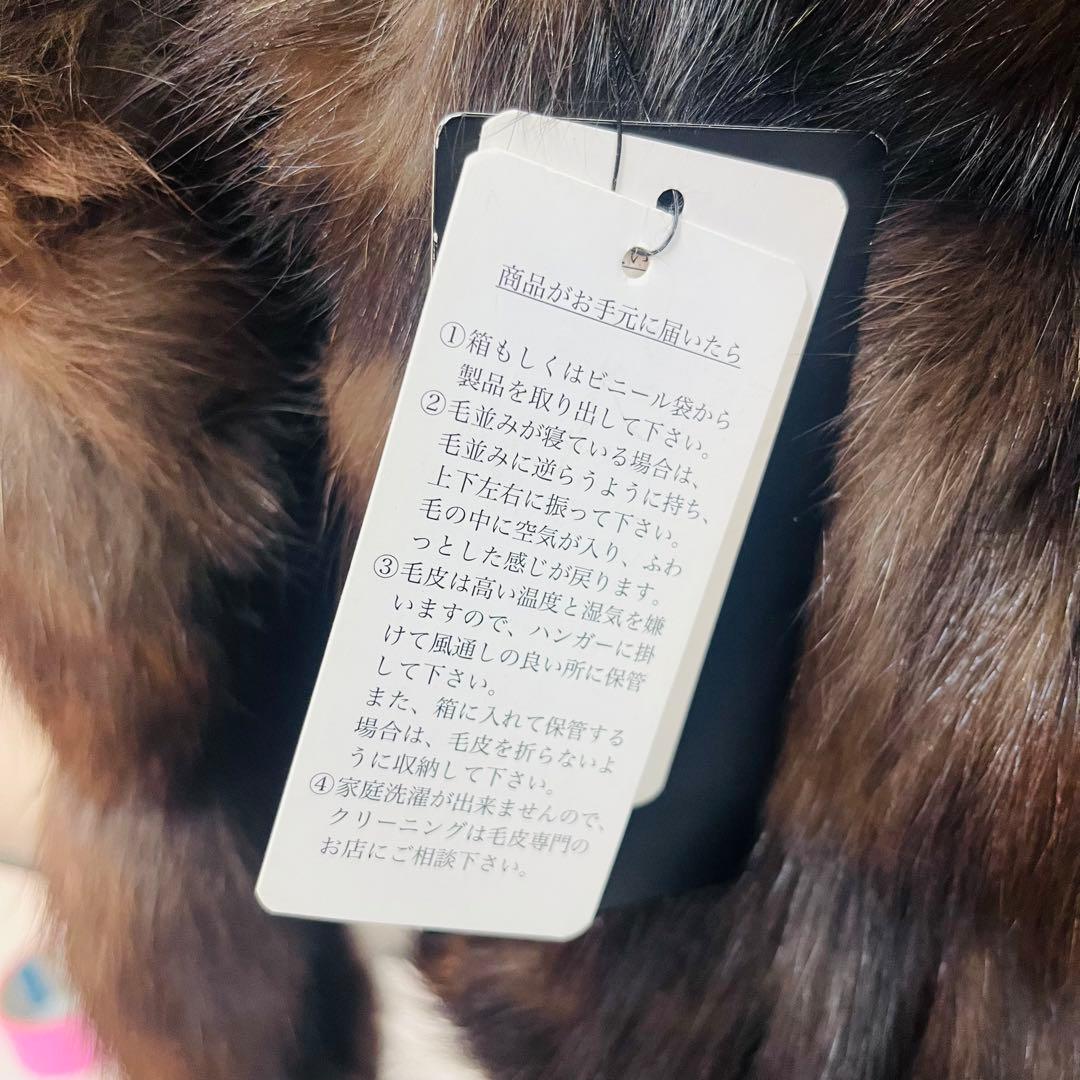 商品がお手元に届いたら
①箱もしくはビニール袋から
製品を取り出して下さい。
②毛並みが寝ている場合は、
毛並みに逆らうように持ち、
上下左右に振って下さい。
毛の中に空気が入り、ふわ
っとした感じが戻ります。
③毛皮は高い温度と湿気を嫌
いますので、ハンガーに掛
けて風通しの良い所に保管
して下さい。
また、箱に入れて保管する
場合は、毛皮を折らないよ
うに収納して下さい。
④家庭洗濯が出来ませんので、
クリーニングは毛皮専門の
お店にご相談下さい。